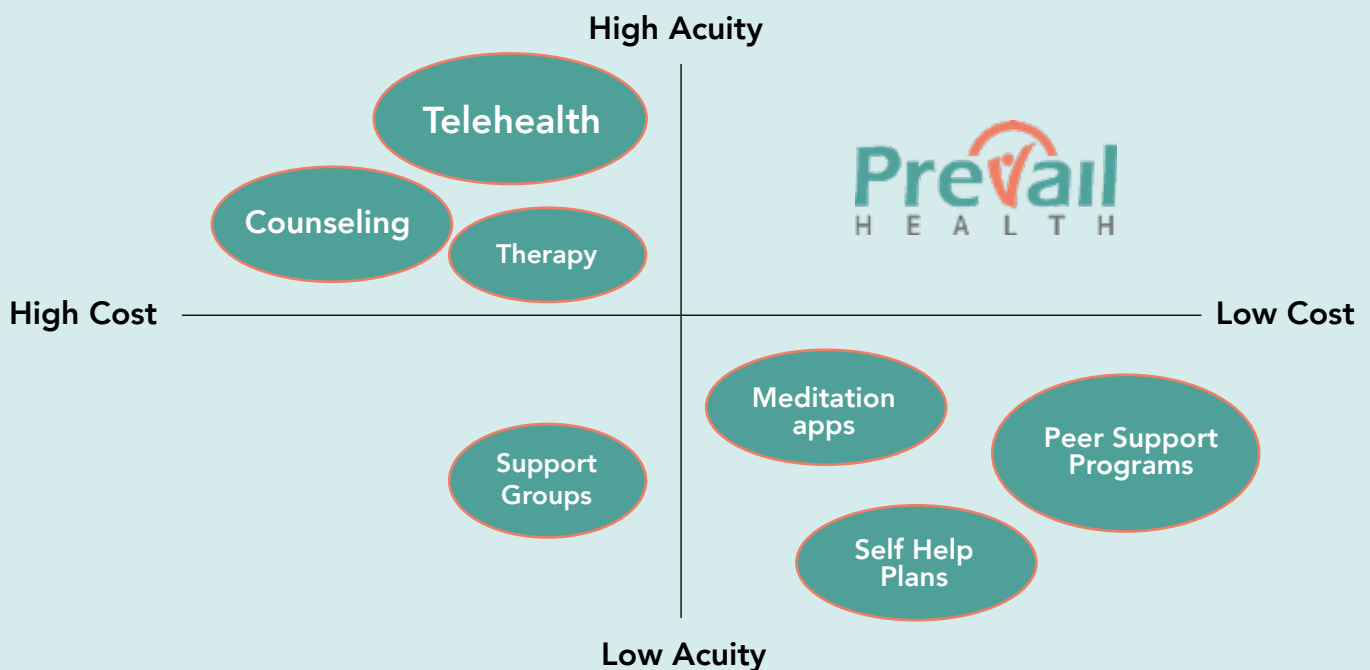 High Acuity
Telehealth
Prevail
HEALTH
Counseling
Therapy
High Cost
Low Cost
Meditation
apps
Peer Support
Programs
Support
Groups
Self Help
Plans
Low Acuity